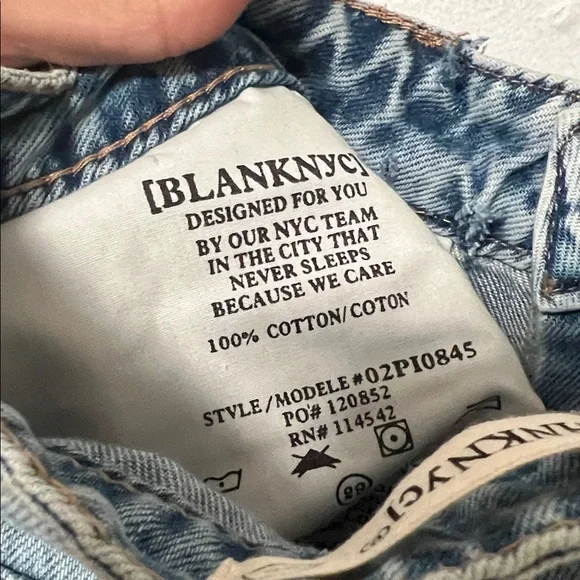 [BLANKNYC]
DESIGNED FOR YOU
BY OUR NYC TEAM
IN THE CITY THAT
NEVER SLEEPS
BECAUSE WE CARE
100% COTTON/COTON
STYLE/MODELE#02PI0845
PO# 120852
RN# 114542
NKNYC]®